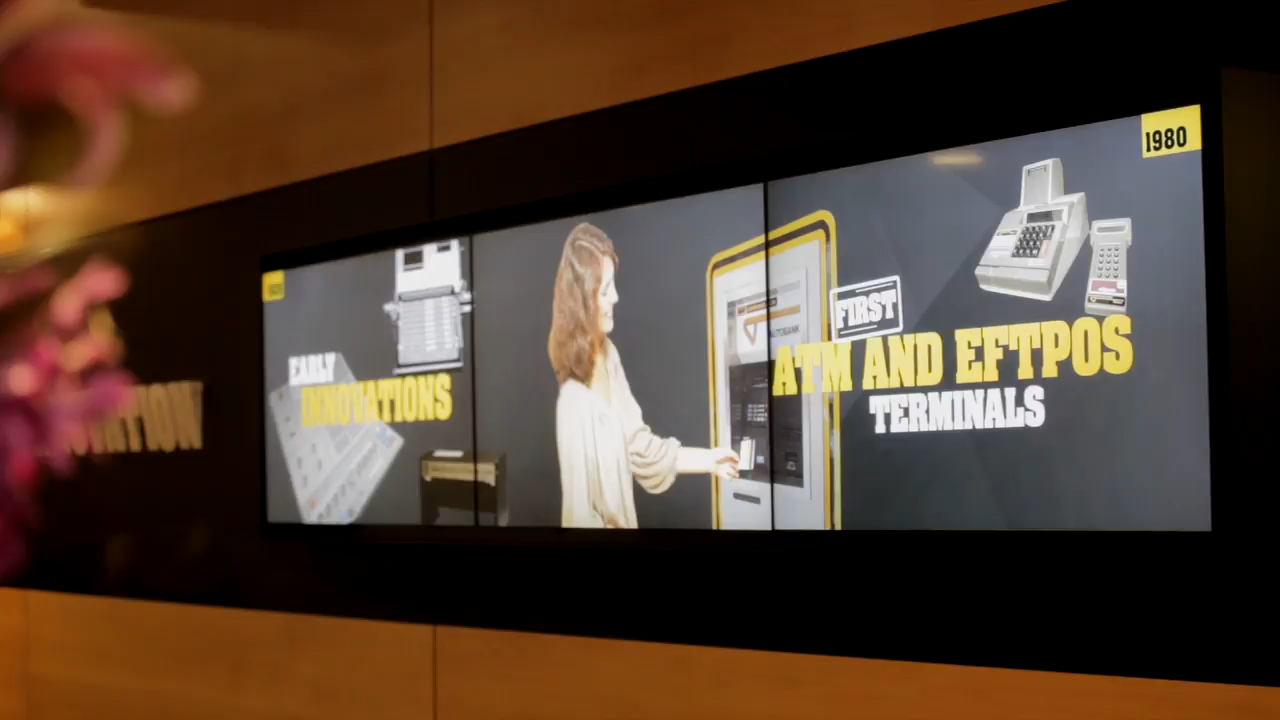 EARLY
INNOVATIONS
1980
FIRST
ATM AND EFTPOS
TERMINALS